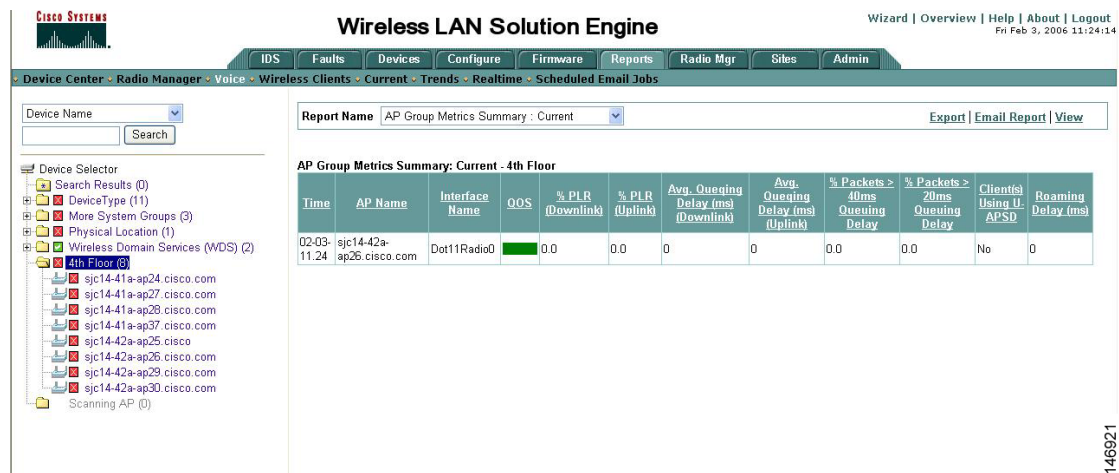 CISCO SYSTEMS
Wireless LAN Solution Engine
Wizard | Overview | Help | About | Logout
Fri Feb 3, 2006 11:24:14
IDS Faults Devices Configure Firmware Reports Radio Mgr Sites Admin
Device Center Radio Manager Voice Wireless Clients Current Trends Realtime Scheduled Email Jobs
Device Name
Search
Report Name AP Group Metrics Summary : Current
Export | Email Report | View
Device Selector
Search Results (0)
DeviceType (11)
More System Groups (3)
Physical Location (1)
Wireless Domain Services (WDS) (2)
4th Floor (8)
sjc14-41a-ap24.cisco.com
sjc14-41a-ap27.cisco.com
sjc14-41a-ap28.cisco.com
sjc14-41a-ap37.cisco.com
sjc14-42a-ap25.cisco
sjc14-42a-ap26.cisco.com
sjc14-42a-ap29.cisco.com
sjc14-42a-ap30.cisco.com
Scanning AP (0)
AP Group Metrics Summary: Current - 4th Floor
Time
AP Name
Interface
Name
QOS
% PLR
(Downlink)
% PLR
(Uplink)
Avg. Queqing
Delay (ms)
(Downlink)
Avg.
Queqing
Delay (ms)
(Uplink)
% Packets >
40ms
Queuing
Delay
% Packets >
20ms
Queuing
Delay
Client(s)
Using U-
APSD
Roaming
Delay (ms)
02-03-
11.24
sjc14-42a-
ap26.cisco.com
Dot11Radio0
0.0
0.0
0
0
0.0
0.0
No
0
146921